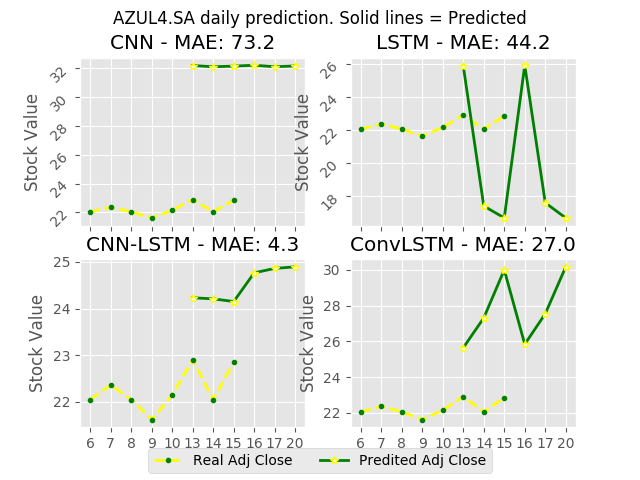 AZUL4.SA daily prediction. Solid lines = Predicted
CNN - MAE: 73.2
LSTM - MAE: 44.2
Stock Value
32
30
28
26
24
22
Stock Value
26
24
22
20
18
CNN-LSTM - MAE: 4.3
ConvLSTM - MAE: 27.0
Stock Value
25
24
23
22
6 7 8 9 10 13 14 15 16 17 20
Stock Value
30
28
26
24
22
6 7 8 9 10 13 14 15 16 17 20
Real Adj Close
Predited Adj Close